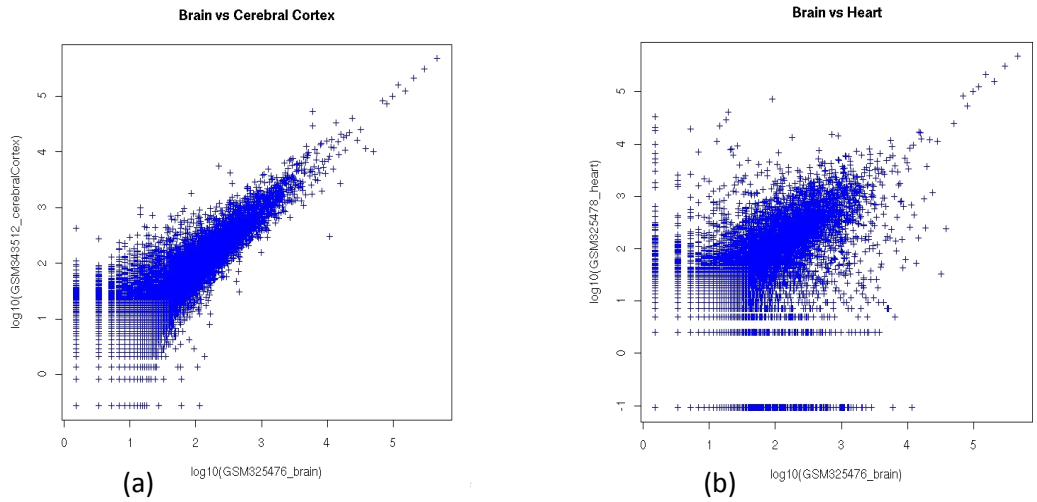 Brain vs Cerebral Cortex
log10(GSM343512_cerebralCortex)
5
4
3
2
1
0
0 1 2 3 4 5
log10(GSM325476_brain)
(a)
Brain vs Heart
log10(GSM325478_heart)
5
4
3
2
1
0
-1
0 1 2 3 4 5
log10(GSM325476_brain)
(b)